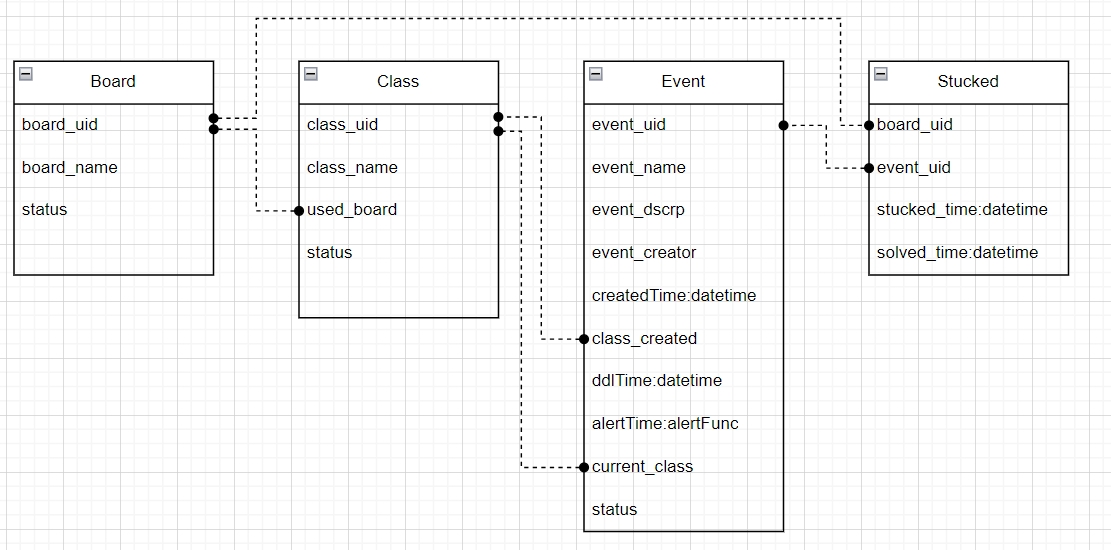 Board
board_uid
board_name
status
Class
class_uid
class_name
used_board
status
Event
event_uid
event_name
event_dscrp
event_creator
createdTime:datetime
class_created
ddlTime:datetime
alertTime:alertFunc
current_class
status
Stucked
board_uid
event_uid
stucked_time:datetime
solved_time:datetime